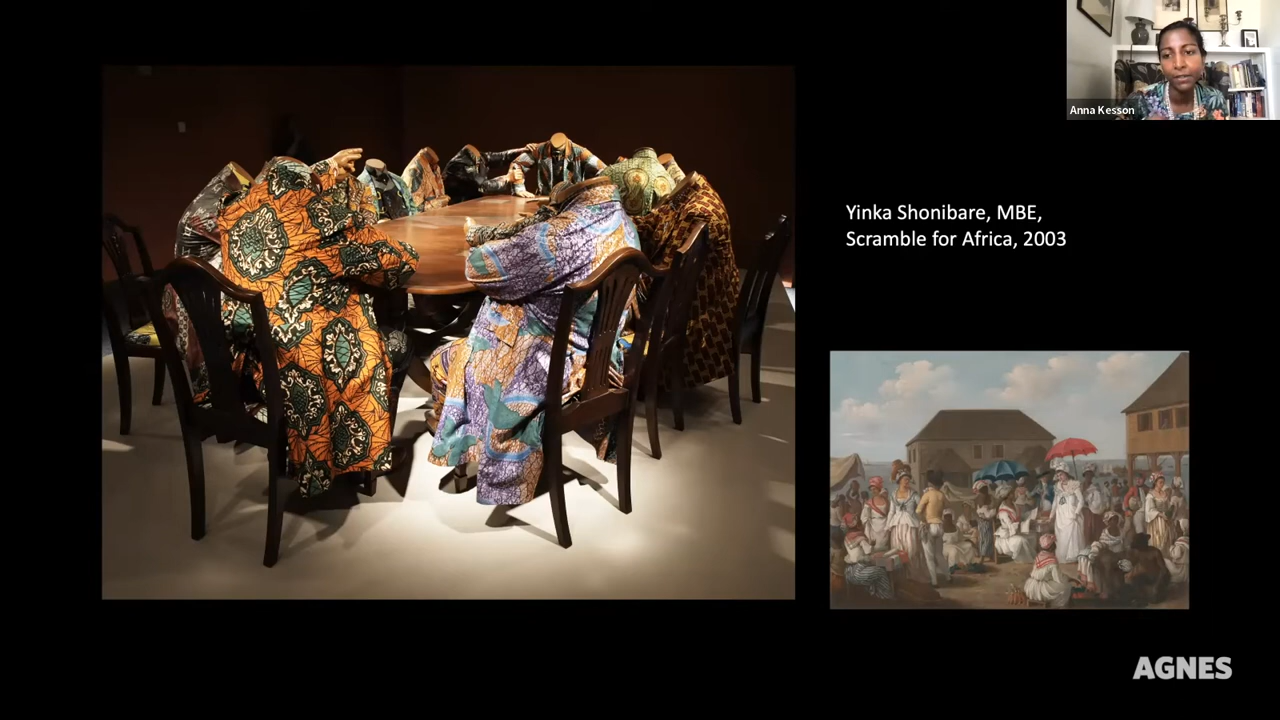 Anna Kesson
Yinka Shonibare, MBE,
Scramble for Africa, 2003
AGNES